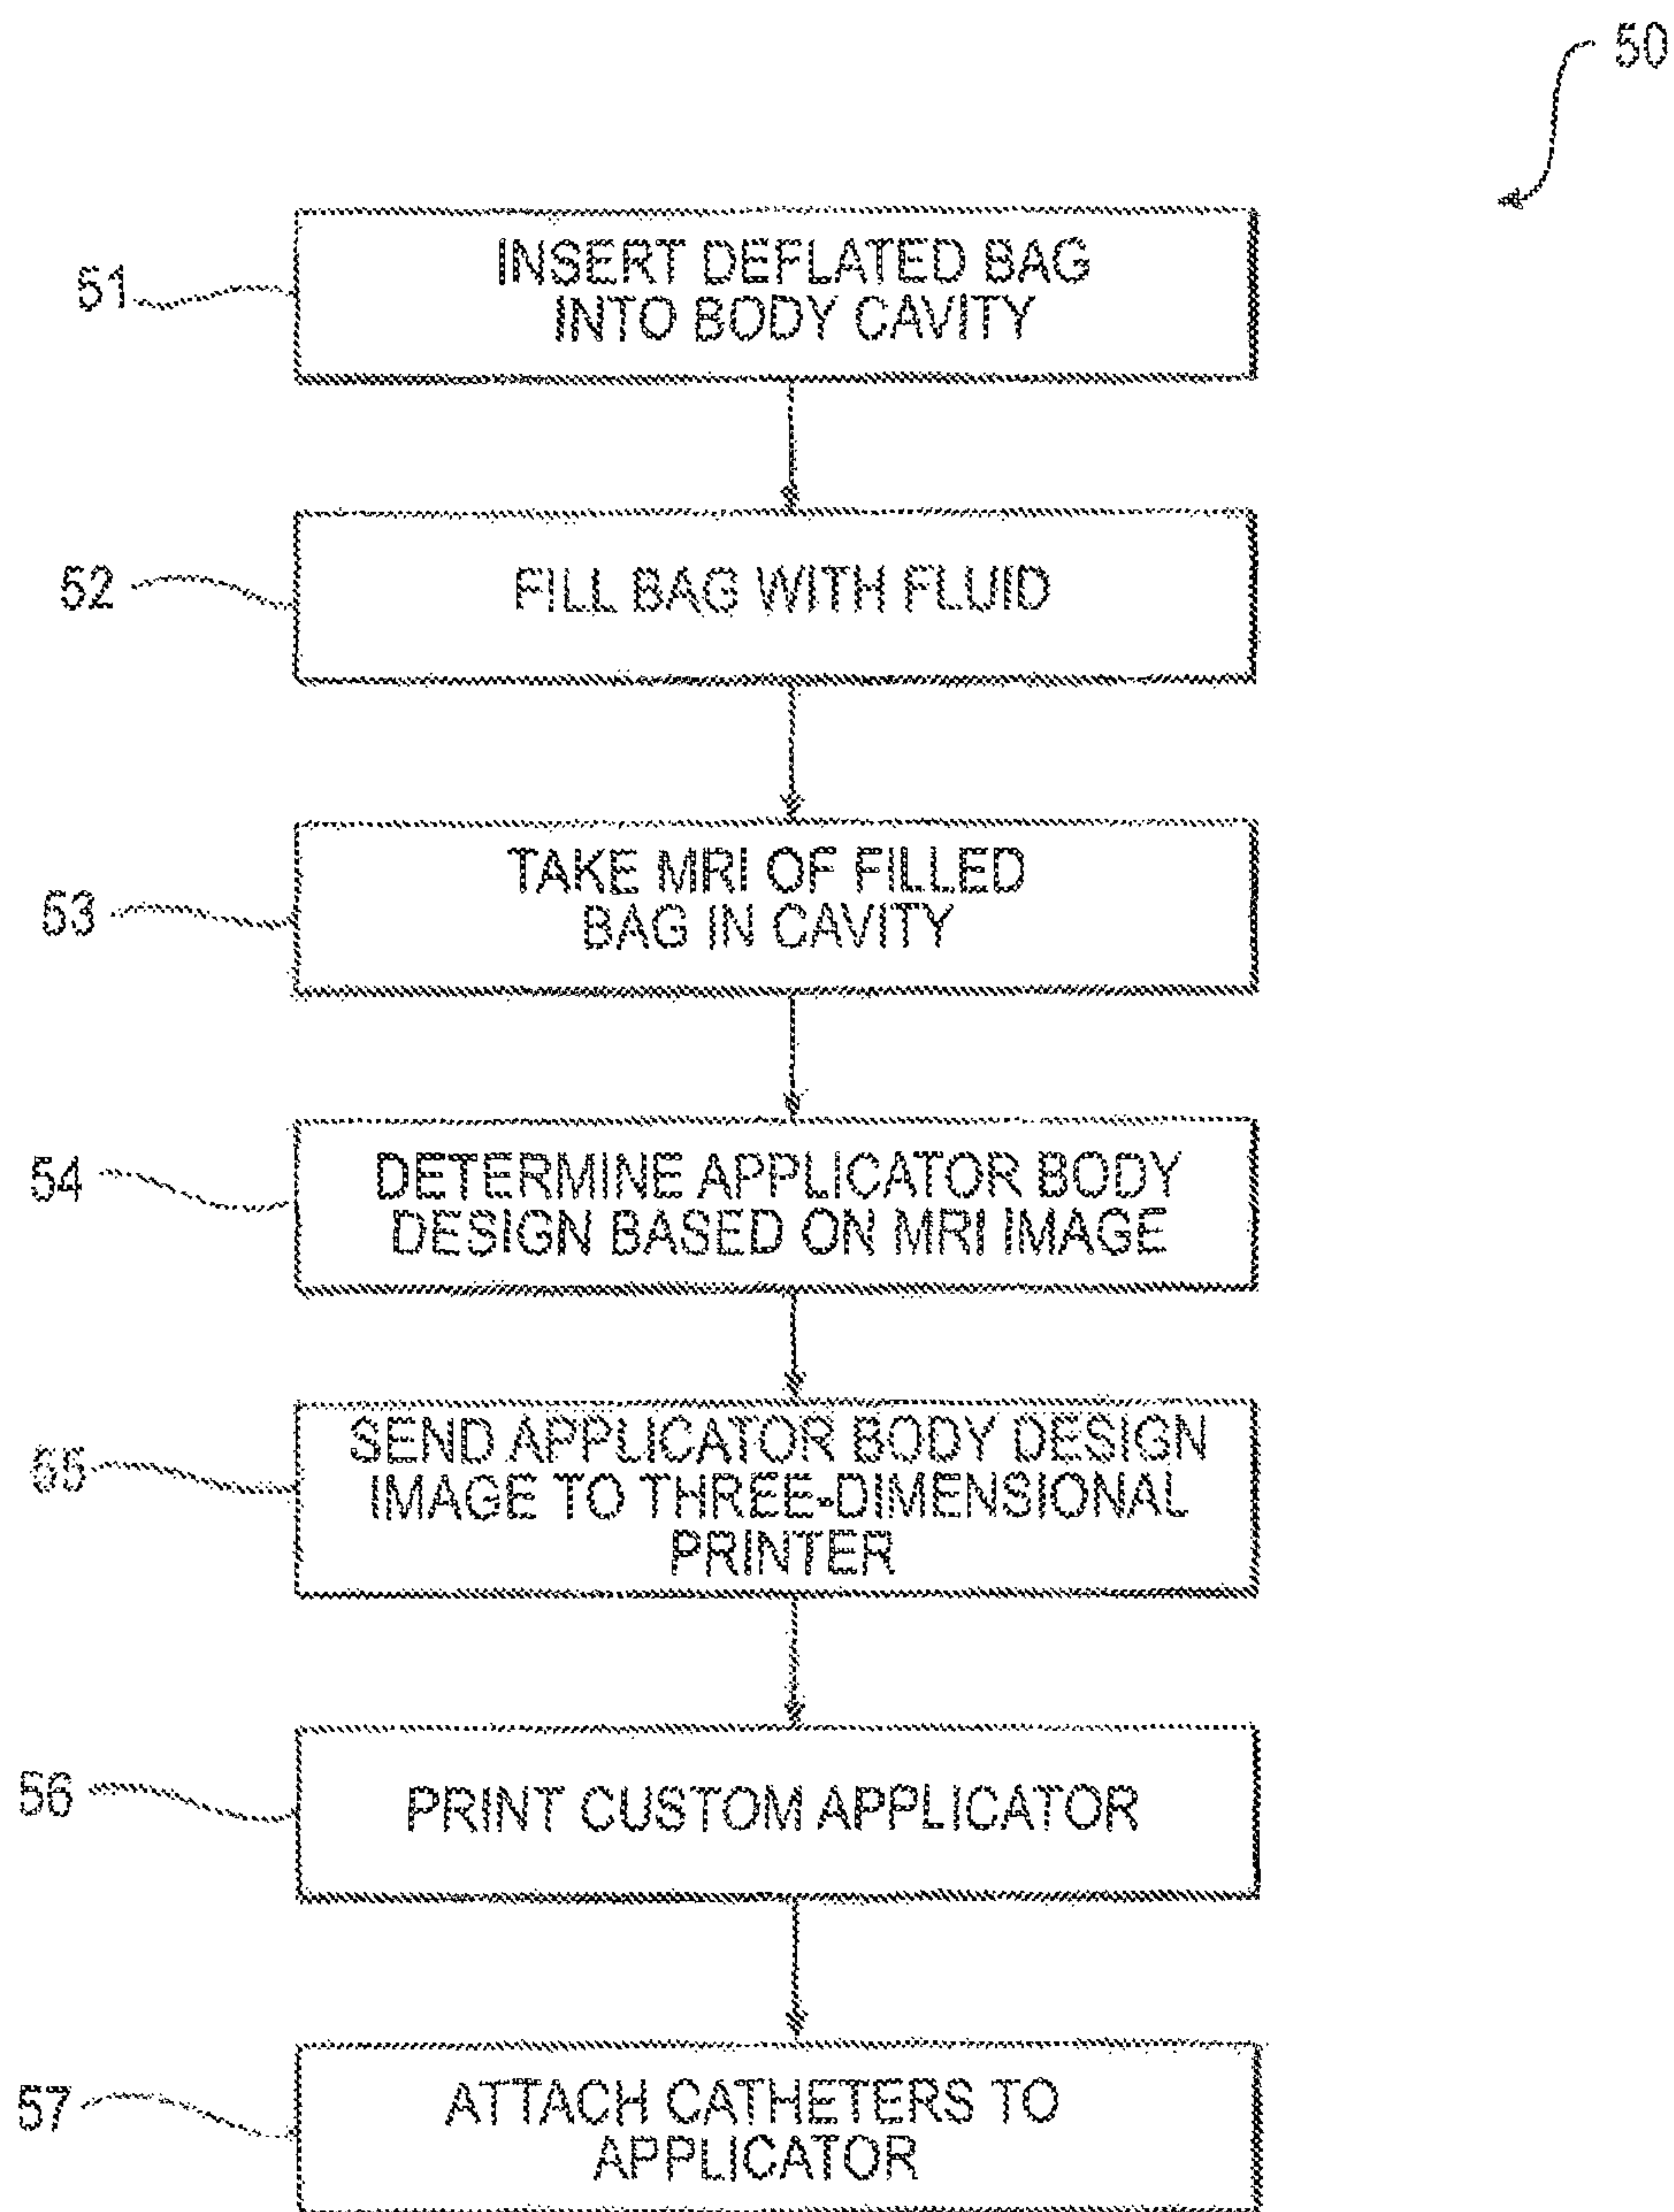 50
51
INSERT DEFLATED BAG
INTO BODY CAVITY
52
FILL BAG WITH FLUID
53
TAKE MRI OF FILLED
BAG IN CAVITY
54
DETERMINE APPLICATOR BODY
DESIGN BASED ON MRI IMAGE
55
SEND APPLICATOR BODY DESIGN
IMAGE TO THREE-DIMENSIONAL
PRINTER
56
PRINT CUSTOM APPLICATOR
57
ATTACH CATHETERS TO
APPLICATOR